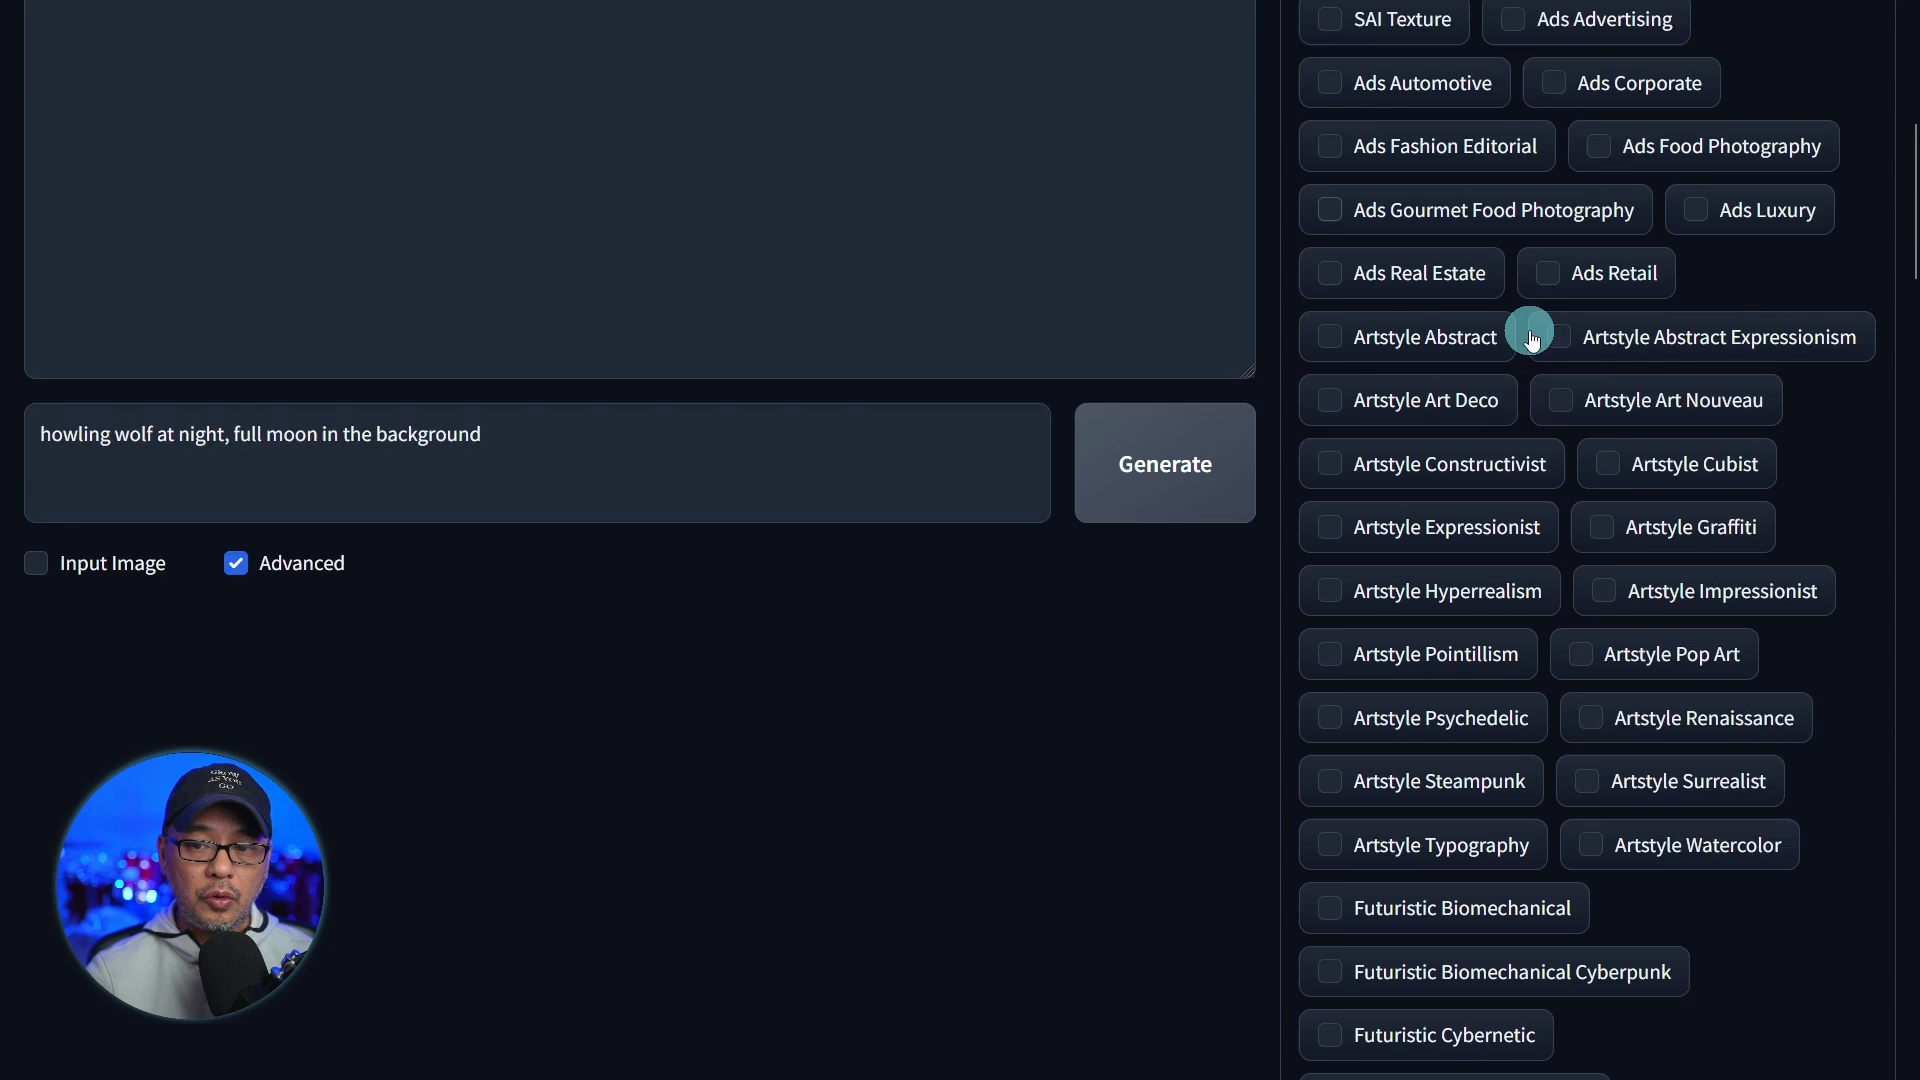 SAI Texture
Ads Advertising
Ads Automotive
Ads Corporate
Ads Fashion Editorial
Ads Food Photography
Ads Gourmet Food Photography
Ads Luxury
Ads Real Estate
Ads Retail
Artstyle Abstract
Artstyle Abstract Expressionism
Artstyle Art Deco
Artstyle Art Nouveau
howling wolf at night, full moon in the background
Generate
Artstyle Constructivist
Artstyle Cubist
Artstyle Expressionist
Artstyle Graffiti
Input Image
Advanced
Artstyle Hyperrealism
Artstyle Impressionist
Artstyle Pointillism
Artstyle Pop Art
Artstyle Psychedelic
Artstyle Renaissance
Artstyle Steampunk
Artstyle Surrealist
GROW
AS YOU
GO
Artstyle Typography
Artstyle Watercolor
Futuristic Biomechanical
Futuristic Biomechanical Cyberpunk
Futuristic Cybernetic